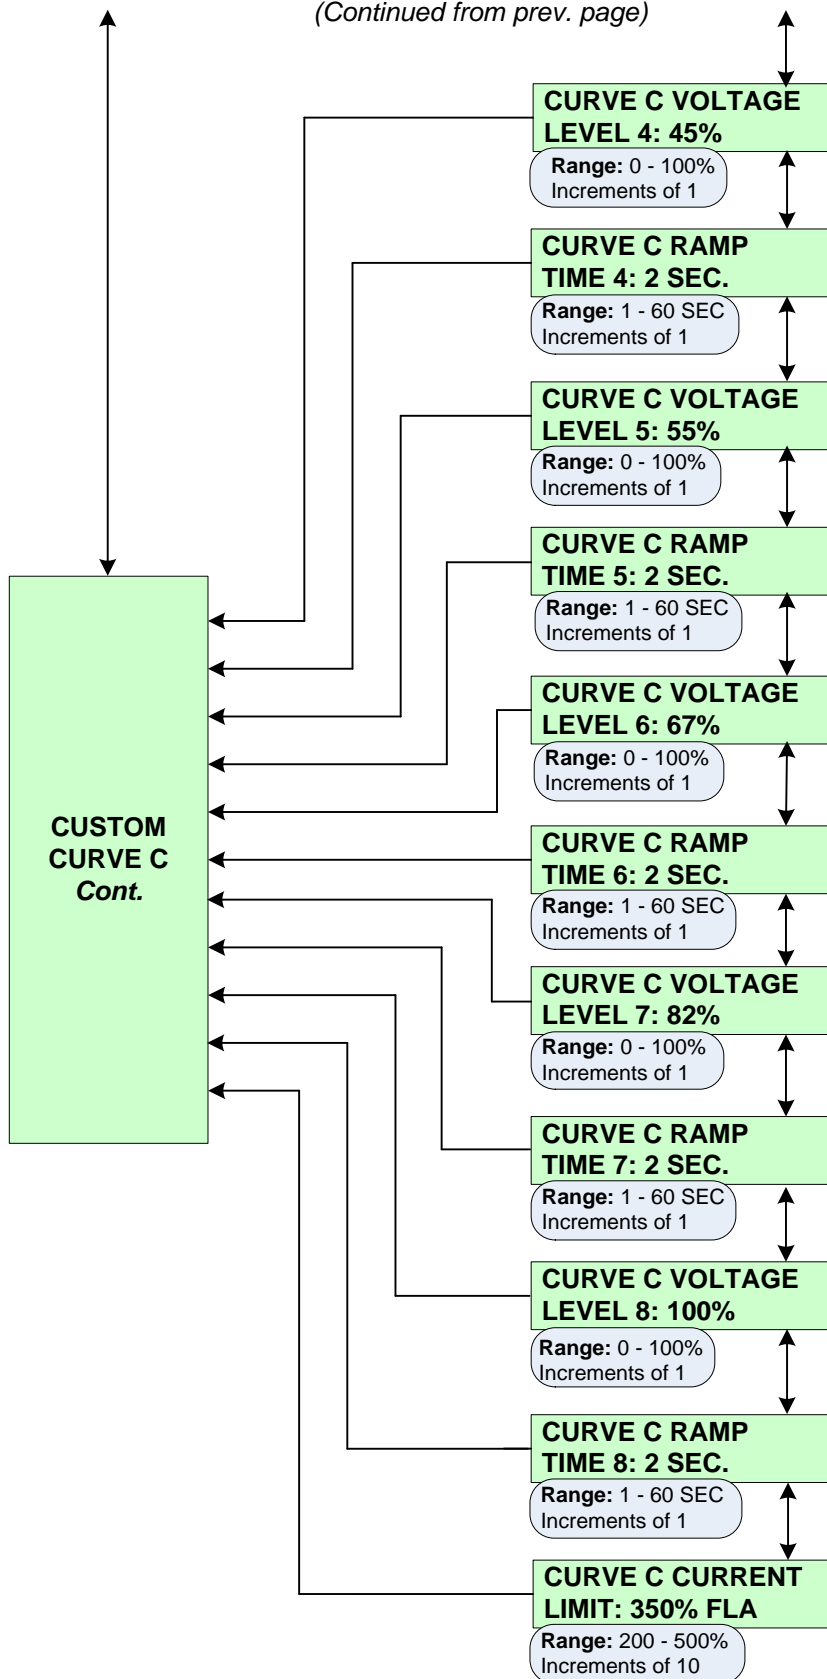 (Continued from prev. page)
CURVE C VOLTAGE
LEVEL 4: 45%
Range: 0 - 100%
Increments of 1
CURVE C RAMP
TIME 4: 2 SEC.
Range: 1 - 60 SEC
Increments of 1
CURVE C VOLTAGE
LEVEL 5: 55%
Range: 0 - 100%
Increments of 1
CURVE C RAMP
TIME 5: 2 SEC.
Range: 1 - 60 SEC
Increments of 1
CURVE C VOLTAGE
LEVEL 6: 67%
Range: 0 - 100%
Increments of 1
CUSTOM
CURVE C
Cont.
CURVE C RAMP
TIME 6: 2 SEC.
Range: 1 - 60 SEC
Increments of 1
CURVE C VOLTAGE
LEVEL 7: 82%
Range: 0 - 100%
Increments of 1
CURVE C RAMP
TIME 7: 2 SEC.
Range: 1 - 60 SEC
Increments of 1
CURVE C VOLTAGE
LEVEL 8: 100%
Range: 0 - 100%
Increments of 1
CURVE C RAMP
TIME 8: 2 SEC.
Range: 1 - 60 SEC
Increments of 1
CURVE C CURRENT
LIMIT: 350% FLA
Range: 200 - 500%
Increments of 10